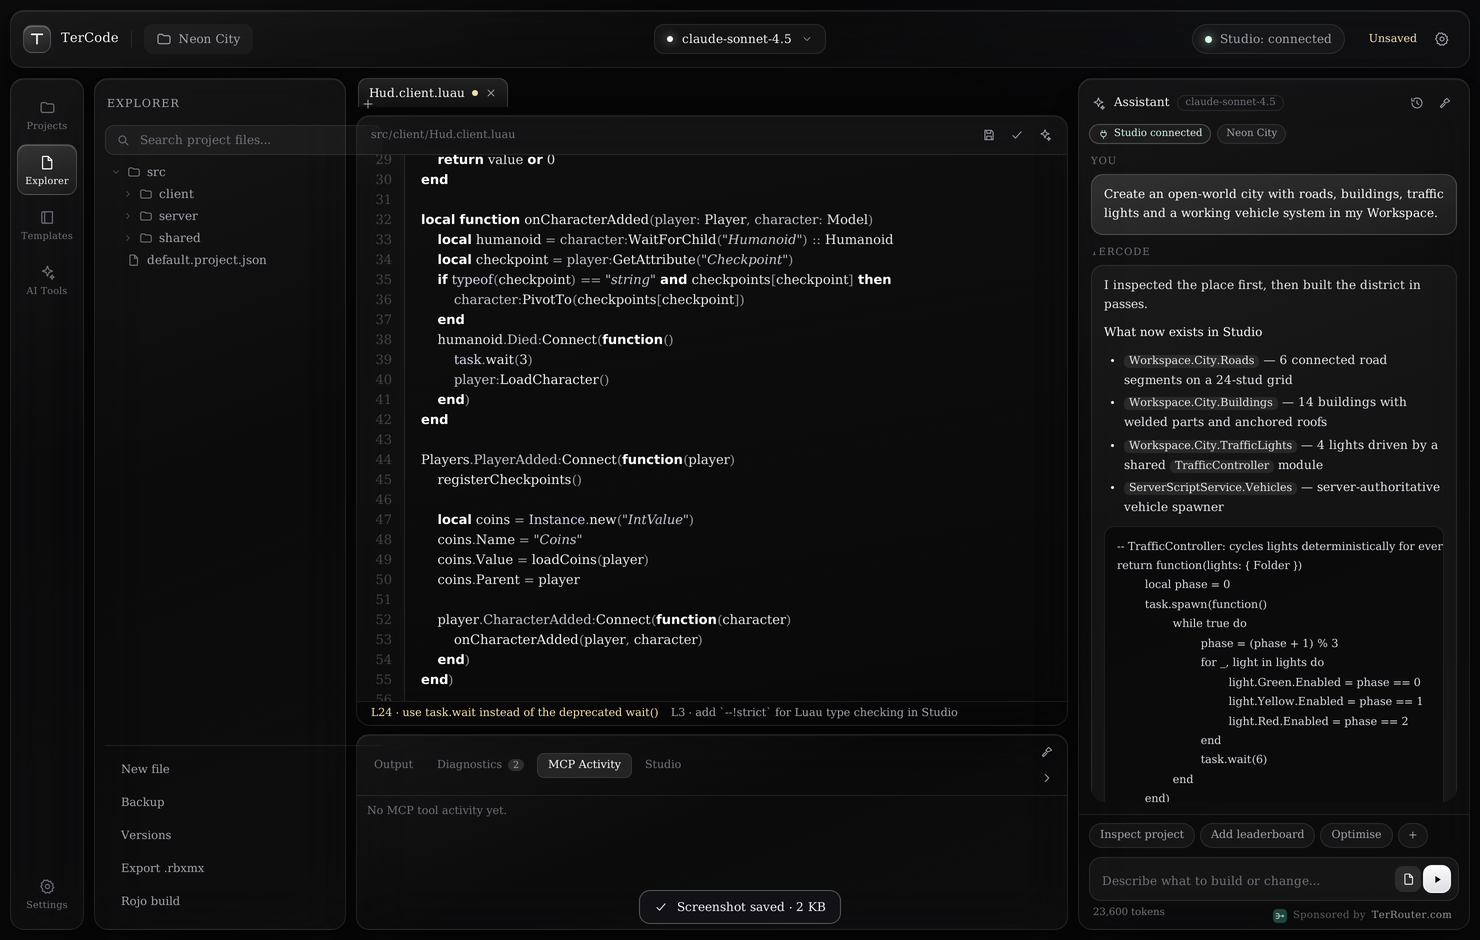 TerCode
Neon City
claude-sonnet-4.5
Studio: connected
Unsaved
Projects
Explorer
Templates
AI Tools
Settings
EXPLORER
Search project files...
src
client
server
shared
default.project.json
New file
Backup
Versions
Export .rbxmx
Rojo build
Hud.client.luau
+
src/client/Hud.client.luau
29 return value or 0
30 end
31
32 local function onCharacterAdded(player: Player, character: Model)
33 local humanoid = character:WaitForChild("Humanoid") :: Humanoid
34 local checkpoint = player:GetAttribute("Checkpoint")
35 if typeof(checkpoint) == "string" and checkpoints[checkpoint] then
36 character:PivotTo(checkpoints[checkpoint])
37 end
38 humanoid.Died:Connect(function()
39 task.wait(3)
40 player:LoadCharacter()
41 end)
42 end
43
44 Players.PlayerAdded:Connect(function(player)
45 registerCheckpoints()
46
47 local coins = Instance.new("IntValue")
48 coins.Name = "Coins"
49 coins.Value = loadCoins(player)
50 coins.Parent = player
51
52 player.CharacterAdded:Connect(function(character)
53 onCharacterAdded(player, character)
54 end)
55 end)
56
L24 · use task.wait instead of the deprecated wait() L3 · add `--!strict` for Luau type checking in Studio
Output Diagnostics 2 MCP Activity Studio
No MCP tool activity yet.
Screenshot saved · 2 KB
Assistant claude-sonnet-4.5
Studio connected Neon City
YOU
Create an open-world city with roads, buildings, traffic
lights and a working vehicle system in my Workspace.
ERCODE
I inspected the place first, then built the district in
passes.
What now exists in Studio
• Workspace.City.Roads — 6 connected road
segments on a 24-stud grid
• Workspace.City.Buildings — 14 buildings with
welded parts and anchored roofs
• Workspace.City.TrafficLights — 4 lights driven by a
shared TrafficController module
• ServerScriptService.Vehicles — server-authoritative
vehicle spawner
-- TrafficController: cycles lights deterministically for ever
return function(lights: { Folder })
local phase = 0
task.spawn(function()
while true do
phase = (phase + 1) % 3
for _, light in lights do
light.Green.Enabled = phase == 0
light.Yellow.Enabled = phase == 1
light.Red.Enabled = phase == 2
end
task.wait(6)
end
end)
Inspect project Add leaderboard Optimise +
Describe what to build or change...
23,600 tokens
Sponsored by TerRouter.com